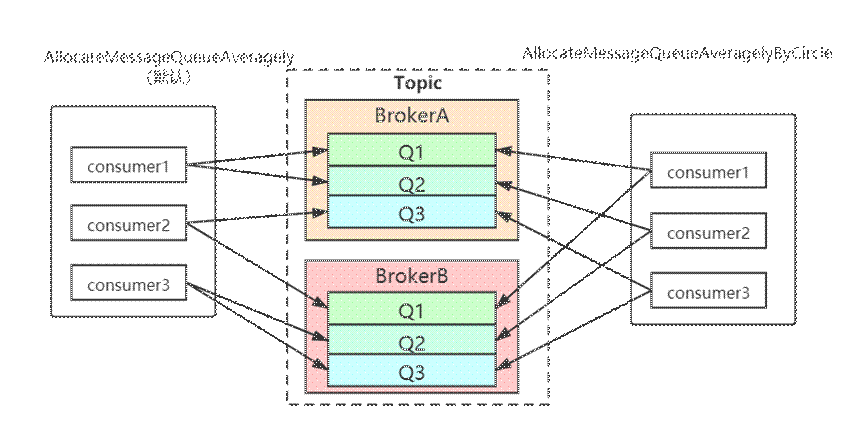 AllocateMessageQueueAveragely
(默认)
AllocateMessageQueueAveragelyByCircle
Topic
BrokerA
Q1
Q2
Q3
BrokerB
Q1
Q2
Q3
consumer1
consumer2
consumer3
consumer1
consumer2
consumer3